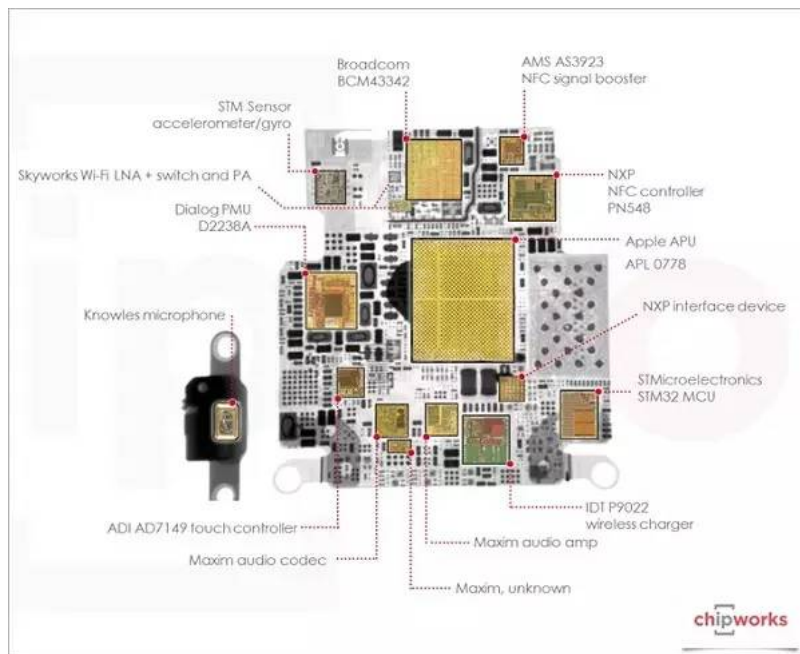 Broadcom
BCM43342
AMS AS3923
NFC signal booster
STM Sensor
accelerometer/gyro
Skyworks Wi-Fi LNA + switch and PA
NXP
NFC controller
PN548
Dialog PMU
D2238A
Apple APU
APL 0778
Knowles microphone
NXP interface device
STMicroelectronics
STM32 MCU
ADI AD7149 touch controller
IDT P9022
wireless charger
Maxim audio codec
Maxim audio amp
Maxim, unknown
chipworks